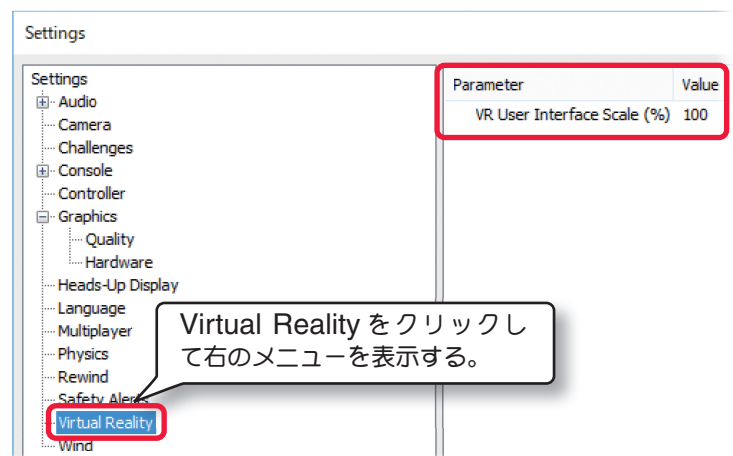 Settings
Settings
Audio
Camera
Challenges
Console
Controller
Graphics
Quality
Hardware
Heads-Up Display
Language
Multiplayer
Physics
Rewind
Safety Alerts
Virtual Reality
Wind
Parameter Value
VR User Interface Scale (%) 100
Virtual Reality をクリックし
て右のメニューを表示する。